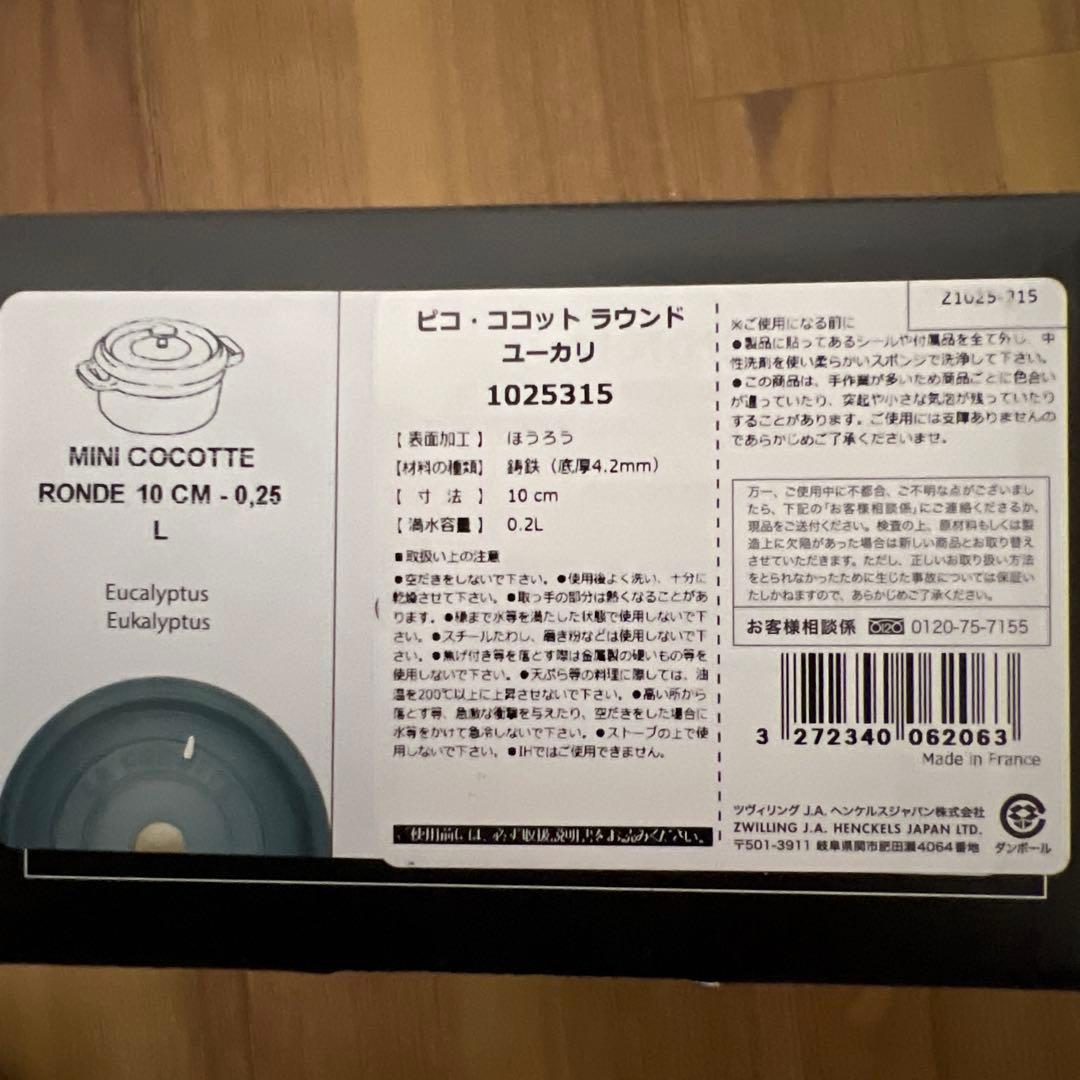 MINI COCOTTE
RONDE 10 CM - 0,25
L
Eucalyptus
Eukalyptus
ピコ・ココット ラウンド
ユーカリ
1025315
【 表面加工 】 ほうろう
【材料の種類】 鋳鉄（底厚4.2mm）
【 寸 法 】 10 cm
【 満水容量 】 0.2L
■取扱い上の注意
●空だきをしないで下さい。●使用後よく洗い、十分に
乾燥させて下さい。●取っ手の部分は熱くなることがあ
ります。●縁まで水等を満たした状態で使用しないで下
さい。●スチールたわし、磨き粉などは使用しないで下
さい。●焦げ付き等を落とす際は金属製の硬いもの等を
使用しないで下さい。●天ぷら等の料理に際しては、油
温を200℃以上に上昇させないで下さい。●高い所から
落とす等、急激な衝撃を与えたり、空だきをした場合に
水等をかけて急冷しないで下さい。●ストーブの上で使
用しないで下さい。●IHではご使用できません。
使用前には、必ず取扱説明書をお読みください。
Z1025-315
※ご使用になる前に
●製品に貼ってあるシールや付属品を全て外し、中
性洗剤を使い柔らかいスポンジで洗浄して下さい。
●この商品は、手作業が多いため商品ごとに色合い
が違っていたり、突起や小さな気泡が残っていたり
することがあります。ご使用には支障ありませんの
であらかじめご了承くださいませ。
万一、ご使用中に不都合、ご不明な点がございまし
たら、下記の「お客様相談係」にご連絡くださるか、
現品をご送付ください。検査の上、原材料もしくは製
造上に欠陥があった場合は新しい商品とお取り替え
させていただきます。ただし、正しいお取り扱い方法
をとられなかったために生じた事故については保証い
たしかねますので、あらかじめご了承ください。
お客様相談係 0120-75-7155
3 272340 062063
Made in France
ツヴィリング J.A. ヘンケルスジャパン株式会社
ZWILLING J.A. HENCKELS JAPAN LTD.
〒501-3911 岐阜県関市肥田瀬4064番地
ダンボール